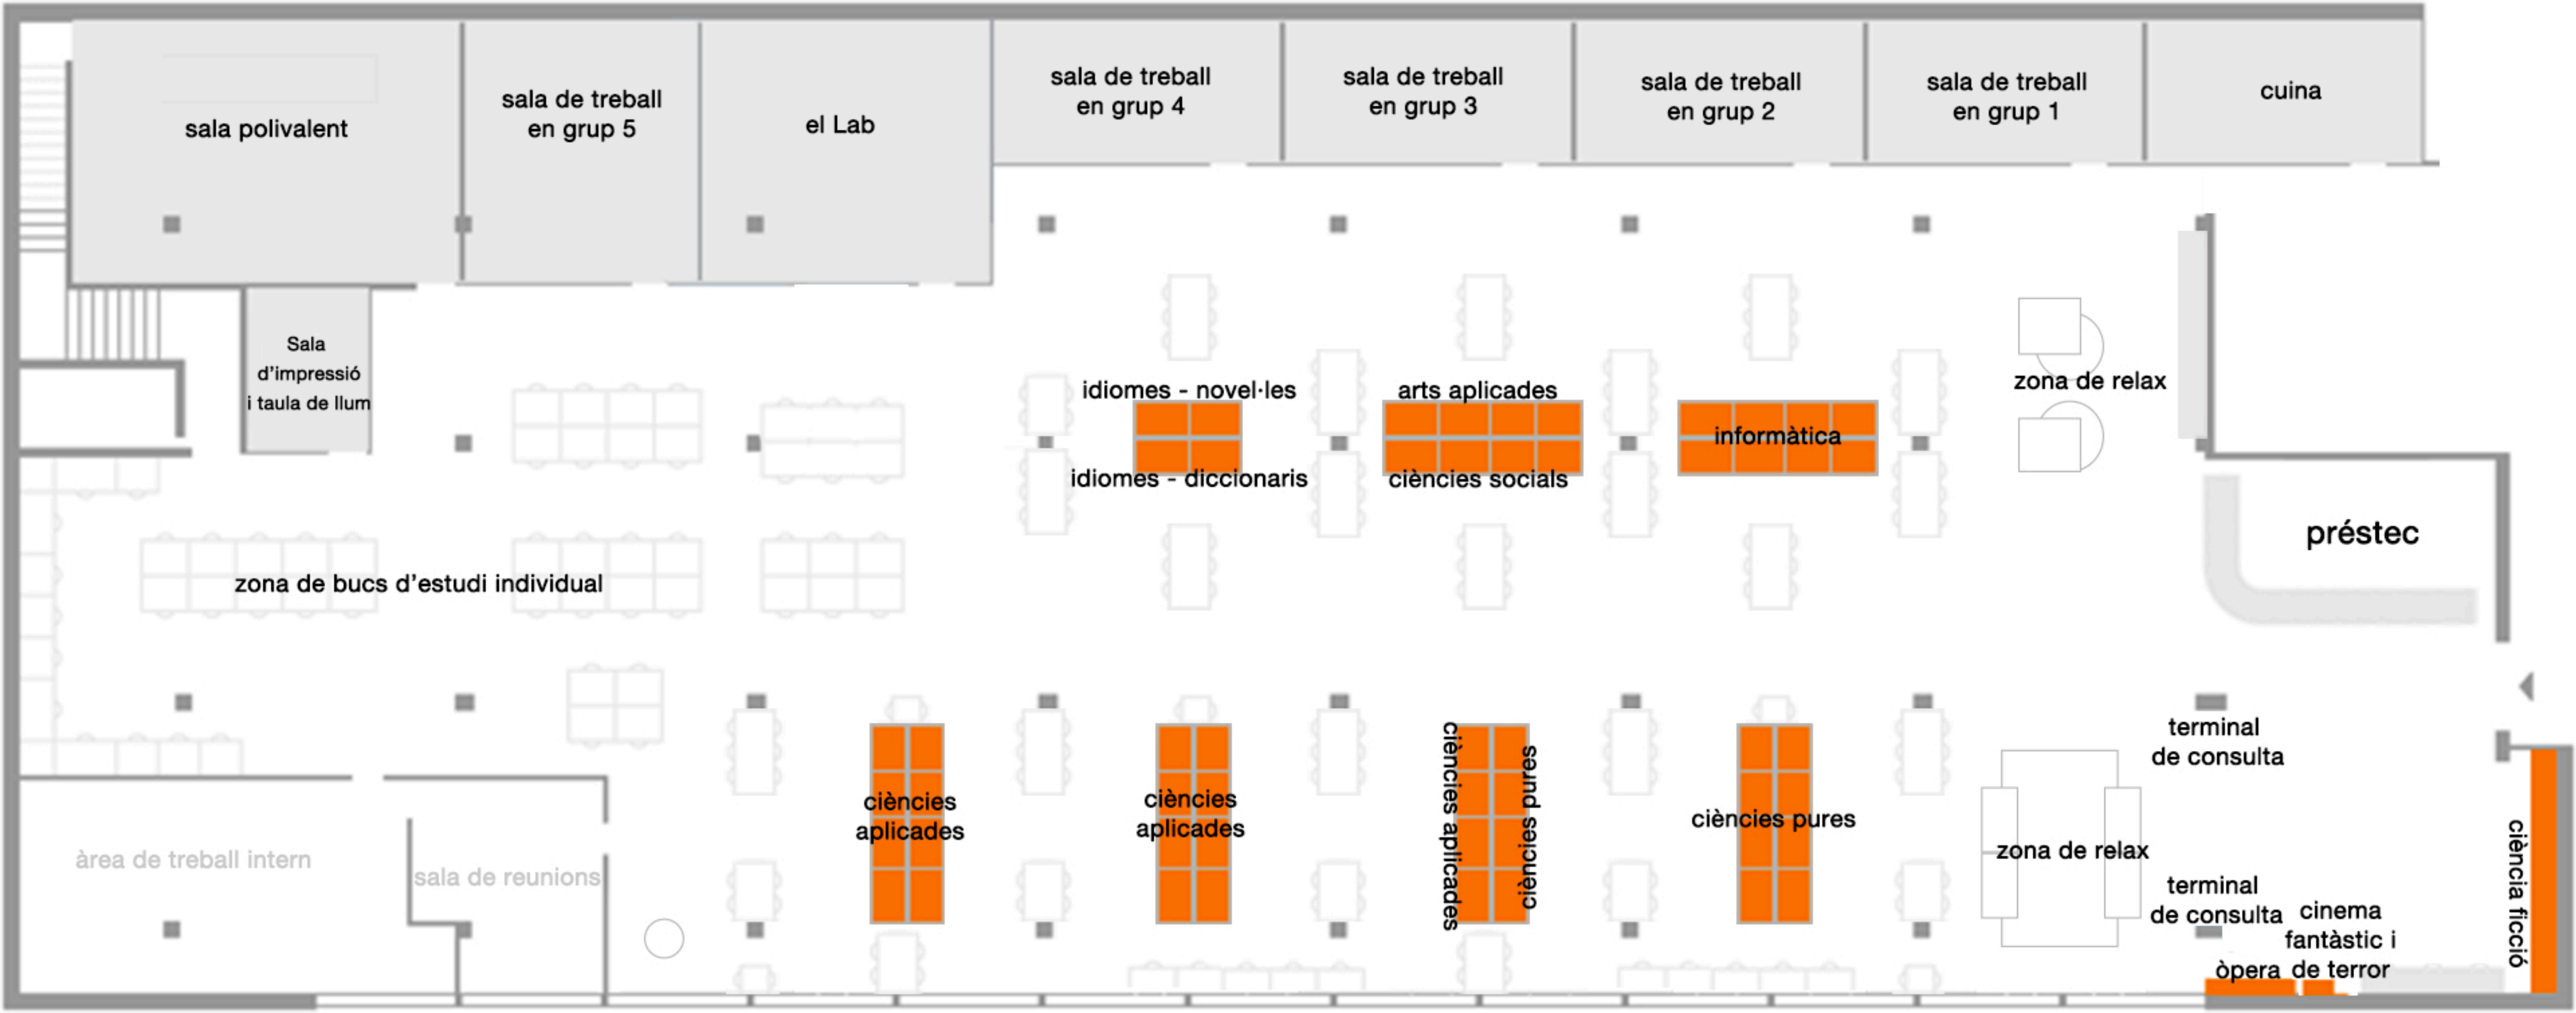 sala polivalent
sala de treball
en grup 5
el Lab
sala de treball
en grup 4
sala de treball
en grup 3
sala de treball
en grup 2
sala de treball
en grup 1
cuina
Sala
d'impressió
i taula de llum
idiomes - novel·les
idiomes - diccionaris
arts aplicades
ciències socials
informàtica
zona de relax
préstec
zona de bucs d'estudi individual
àrea de treball intern
sala de reunions
ciències
aplicades
ciències
aplicades
ciències aplicades
ciències pures
ciències pures
zona de relax
terminal
de consulta
terminal
de consulta
òpera
cinema
fantàstic i
de terror
ciència ficció